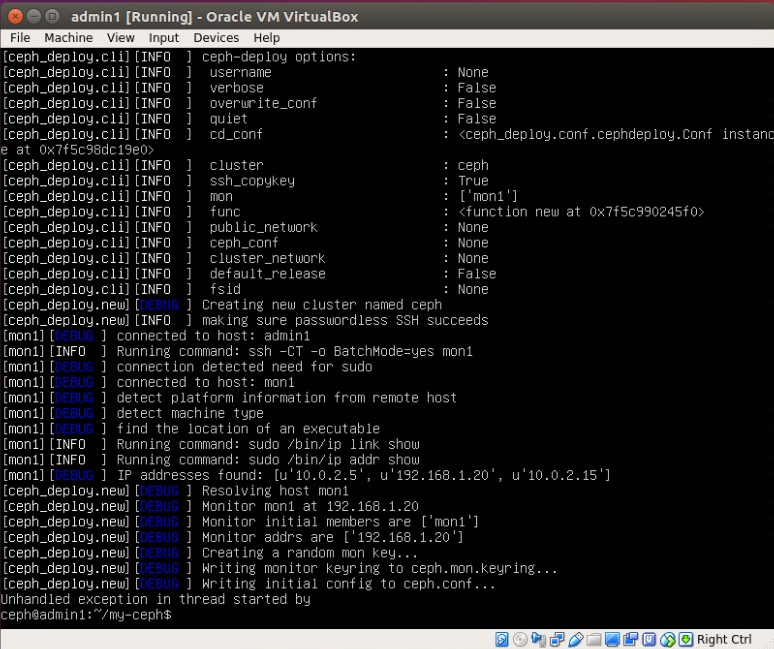 admin1 [Running] - Oracle VM VirtualBox
File Machine View Input Devices Help
[ceph_deploy.cli][INFO  ] ceph-deploy options:
[ceph_deploy.cli][INFO  ]  username                      : None
[ceph_deploy.cli][INFO  ]  verbose                       : False
[ceph_deploy.cli][INFO  ]  overwrite_conf                : False
[ceph_deploy.cli][INFO  ]  quiet                         : False
[ceph_deploy.cli][INFO  ]  cd_conf                       : <ceph_deploy.conf.cephdeploy.Conf instanc
e at 0x7f5c98dc19e0>
[ceph_deploy.cli][INFO  ]  cluster                       : ceph
[ceph_deploy.cli][INFO  ]  ssh_copykey                   : True
[ceph_deploy.cli][INFO  ]  mon                           : ['mon1']
[ceph_deploy.cli][INFO  ]  func                          : <function new at 0x7f5c990245f0>
[ceph_deploy.cli][INFO  ]  public_network                : None
[ceph_deploy.cli][INFO  ]  ceph_conf                     : None
[ceph_deploy.cli][INFO  ]  cluster_network               : None
[ceph_deploy.cli][INFO  ]  default_release               : False
[ceph_deploy.cli][INFO  ]  fsid                          : None
[ceph_deploy.new][DEBUG ] Creating new cluster named ceph
[ceph_deploy.new][INFO  ] making sure passwordless SSH succeeds
[mon1][DEBUG ] connected to host: admin1
[mon1][INFO  ] Running command: ssh -CT -o BatchMode=yes mon1
[mon1][DEBUG ] connection detected need for sudo
[mon1][DEBUG ] connected to host: mon1
[mon1][DEBUG ] detect platform information from remote host
[mon1][DEBUG ] detect machine type
[mon1][DEBUG ] find the location of an executable
[mon1][INFO  ] Running command: sudo /bin/ip link show
[mon1][INFO  ] Running command: sudo /bin/ip addr show
[mon1][DEBUG ] IP addresses found: [u'10.0.2.5', u'192.168.1.20', u'10.0.2.15']
[ceph_deploy.new][DEBUG ] Resolving host mon1
[ceph_deploy.new][DEBUG ] Monitor mon1 at 192.168.1.20
[ceph_deploy.new][DEBUG ] Monitor initial members are ['mon1']
[ceph_deploy.new][DEBUG ] Monitor addrs are ['192.168.1.20']
[ceph_deploy.new][DEBUG ] Creating a random mon key...
[ceph_deploy.new][DEBUG ] Writing monitor keyring to ceph.mon.keyring...
[ceph_deploy.new][DEBUG ] Writing initial config to ceph.conf...
Unhandled exception in thread started by
ceph@admin1:~/my-ceph$
Right Ctrl